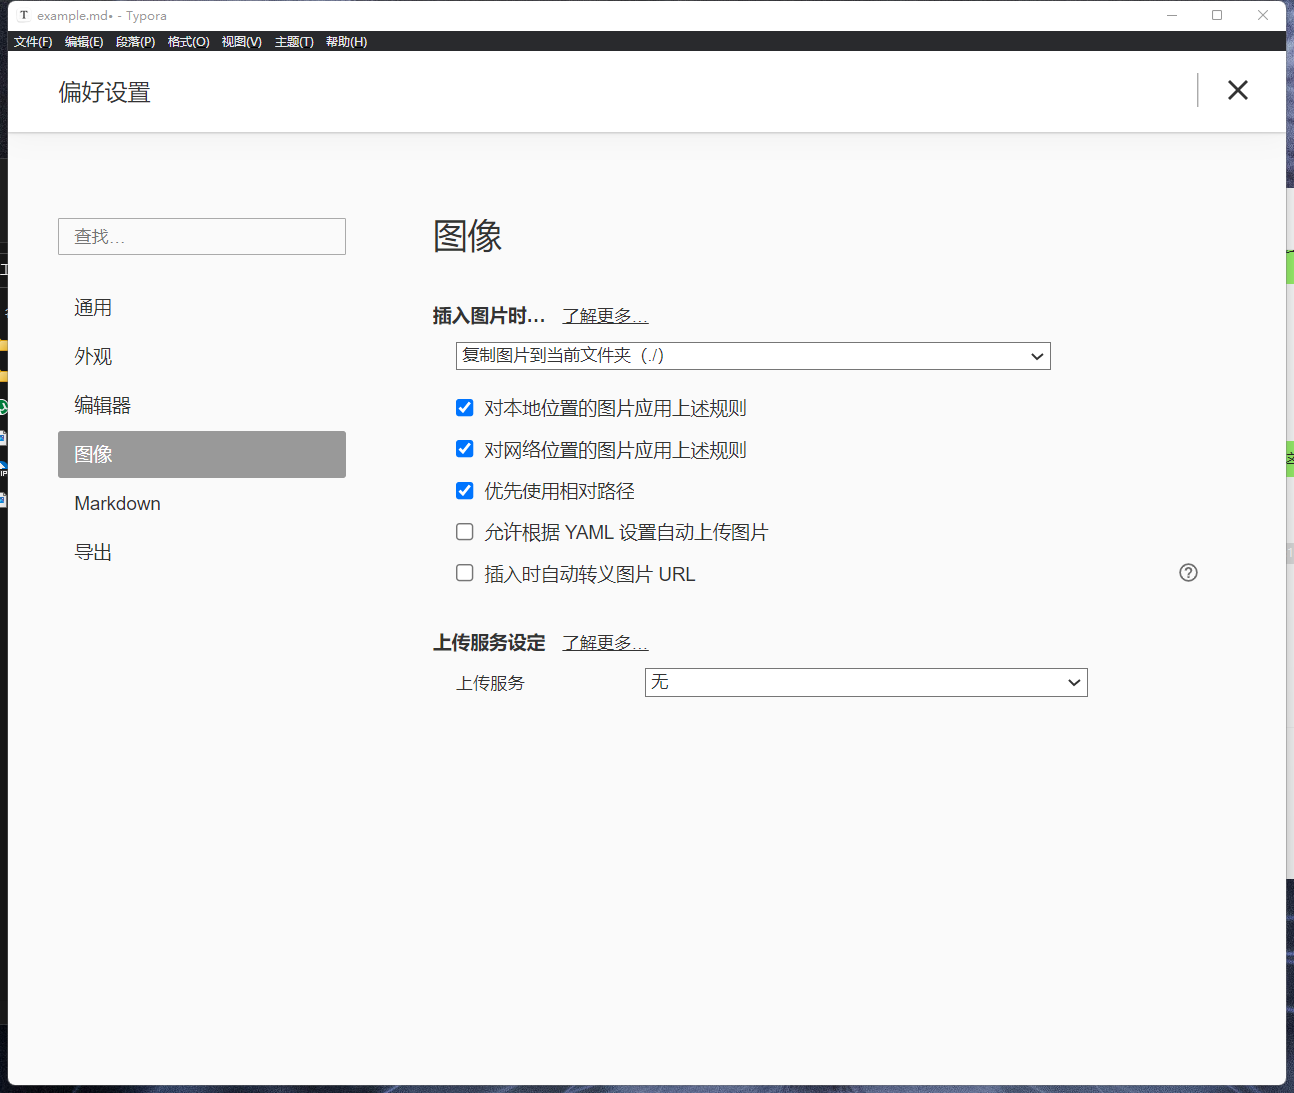 example.md• - Typora
文件(F) 编辑(E) 段落(P) 格式(O) 视图(V) 主题(T) 帮助(H)
偏好设置
查找...
通用
外观
编辑器
图像
Markdown
导出
图像
插入图片时... 了解更多...
复制图片到当前文件夹（./）
对本地位置的图片应用上述规则
对网络位置的图片应用上述规则
优先使用相对路径
允许根据 YAML 设置自动上传图片
插入时自动转义图片 URL
上传服务设定 了解更多...
上传服务 无